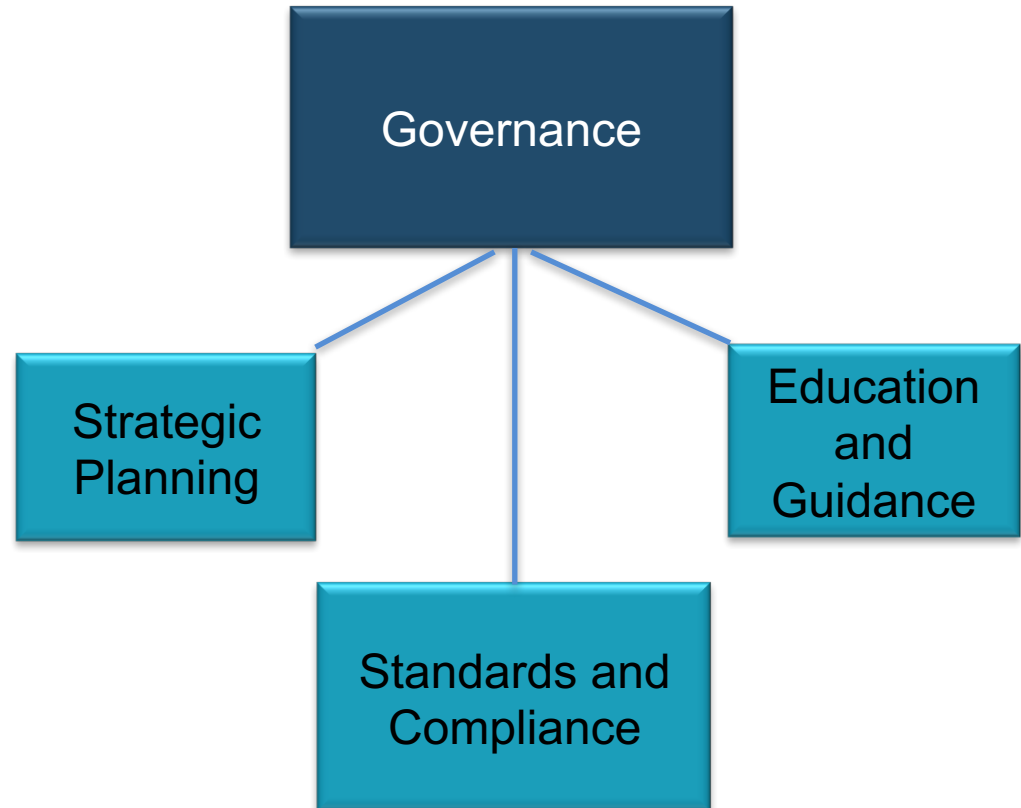 Governance
Strategic
Planning
Education
and
Guidance
Standards and
Compliance